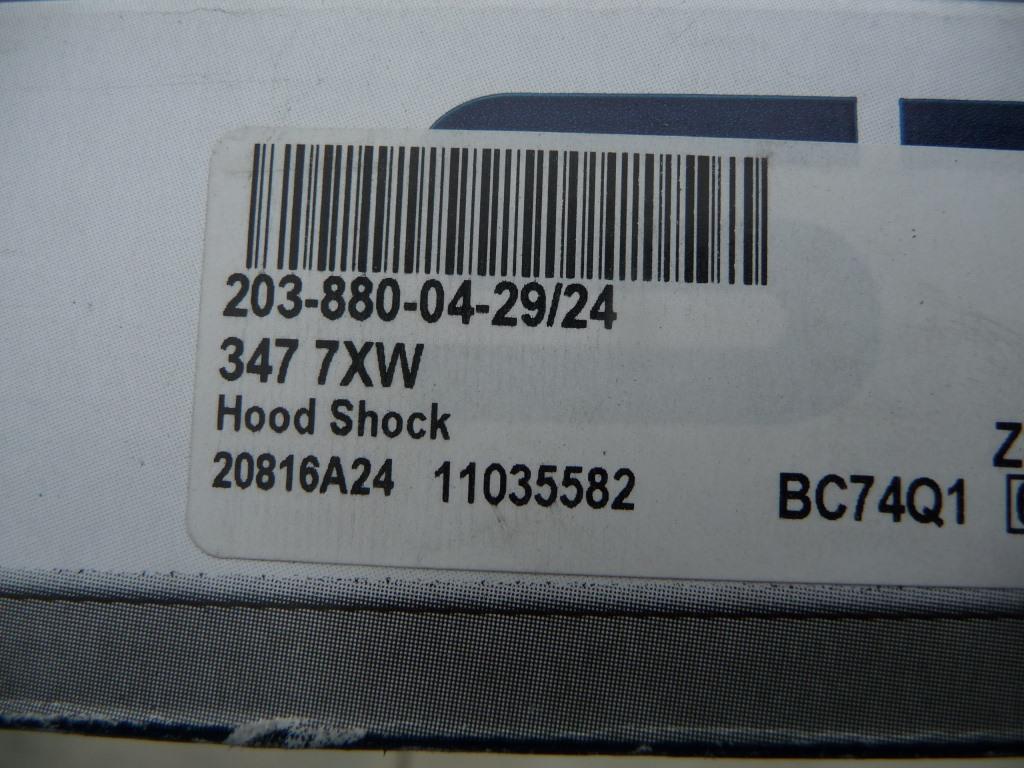 203-880-04-29/24
347 7XW
Hood Shock
20816A24 11035582 BC74Q1